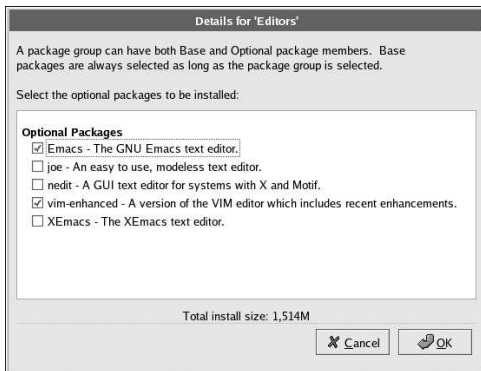 Details for 'Editors'
A package group can have both Base and Optional package members. Base
packages are always selected as long as the package group is selected.
Select the optional packages to be installed:
Optional Packages
Emacs - The GNU Emacs text editor.
joe - An easy to use, modeless text editor.
nedit - A GUI text editor for systems with X and Motif.
vim-enhanced - A version of the VIM editor which includes recent enhancements.
XEmacs - The XEmacs text editor.
Total install size: 1,514M
Cancel
OK